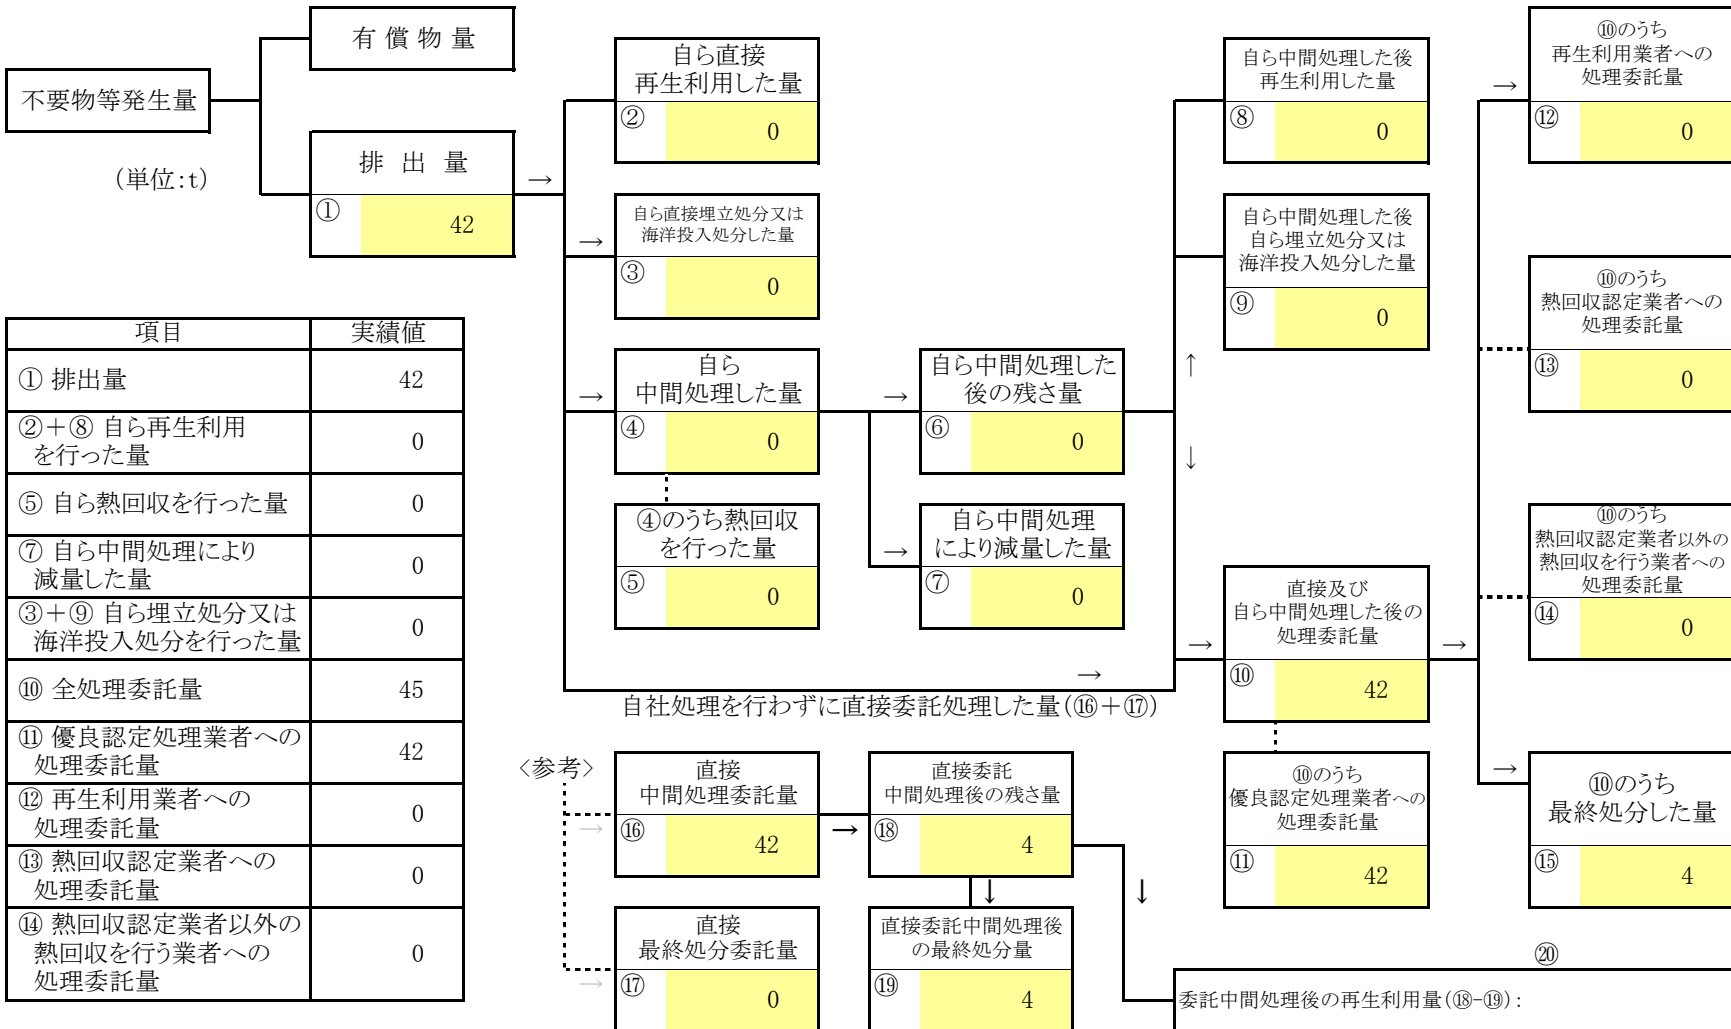 有 償 物 量
不要物等発生量
(単位:t)
排 出 量
→
① 42
自ら直接
再生利用した量
② 0
→
自ら直接埋立処分又は
海洋投入処分した量
③ 0
→
自ら
中間処理した量
④ 0
④のうち熱回収
を行った量
⑤ 0
→
自ら中間処理した
後の残さ量
⑥ 0
→
自ら中間処理
により減量した量
⑦ 0
自ら中間処理した後
再生利用した量
⑧ 0
自ら中間処理した後
自ら埋立処分又は
海洋投入処分した量
⑨ 0
↑
↓
→
直接及び
自ら中間処理した後の
処理委託量
⑩ 42
→
⑩のうち
優良認定処理業者への
処理委託量
⑪ 42
→
⑩のうち
再生利用業者への
処理委託量
⑫ 0
⑩のうち
熱回収認定業者への
処理委託量
⑬ 0
⑩のうち
熱回収認定業者以外の
熱回収を行う業者への
処理委託量
⑭ 0
→
⑩のうち
最終処分した量
⑮ 4
→
自社処理を行わずに直接委託処理した量(⑯+⑰)
<参考>
→
直接
中間処理委託量
⑯ 42
→
直接
最終処分委託量
⑰ 0
→
直接委託
中間処理後の残さ量
⑱ 4
↓
直接委託中間処理後
の最終処分量
⑲ 4
↓
⑳
委託中間処理後の再生利用量(⑱-⑲):
項目 実績値
① 排出量 42
②+⑧ 自ら再生利用
を行った量 0
⑤ 自ら熱回収を行った量 0
⑦ 自ら中間処理により
減量した量 0
③+⑨ 自ら埋立処分又は
海洋投入処分を行った量 0
⑩ 全処理委託量 45
⑪ 優良認定処理業者への
処理委託量 42
⑫ 再生利用業者への
処理委託量 0
⑬ 熱回収認定業者への
処理委託量 0
⑭ 熱回収認定業者以外の
熱回収を行う業者への
処理委託量 0